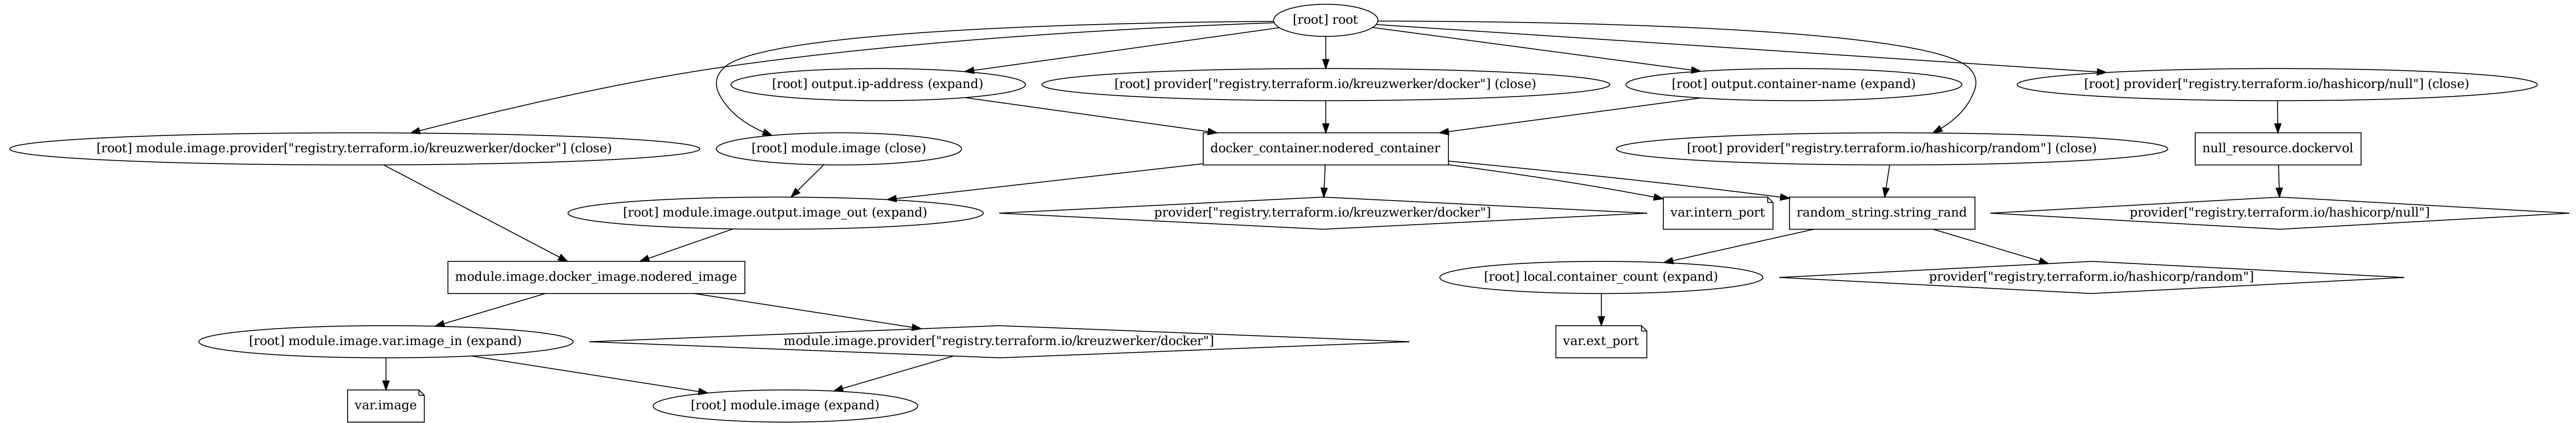 [root] root
[root] output.ip-address (expand)
[root] provider["registry.terraform.io/kreuzwerker/docker"] (close)
[root] output.container-name (expand)
[root] provider["registry.terraform.io/hashicorp/null"] (close)
[root] module.image.provider["registry.terraform.io/kreuzwerker/docker"] (close)
[root] module.image (close)
docker_container.nodered_container
[root] provider["registry.terraform.io/hashicorp/random"] (close)
null_resource.dockervol
[root] module.image.output.image_out (expand)
provider["registry.terraform.io/kreuzwerker/docker"]
var.intern_port
random_string.string_rand
provider["registry.terraform.io/hashicorp/null"]
module.image.docker_image.nodered_image
[root] local.container_count (expand)
provider["registry.terraform.io/hashicorp/random"]
[root] module.image.var.image_in (expand)
module.image.provider["registry.terraform.io/kreuzwerker/docker"]
var.ext_port
var.image
[root] module.image (expand)